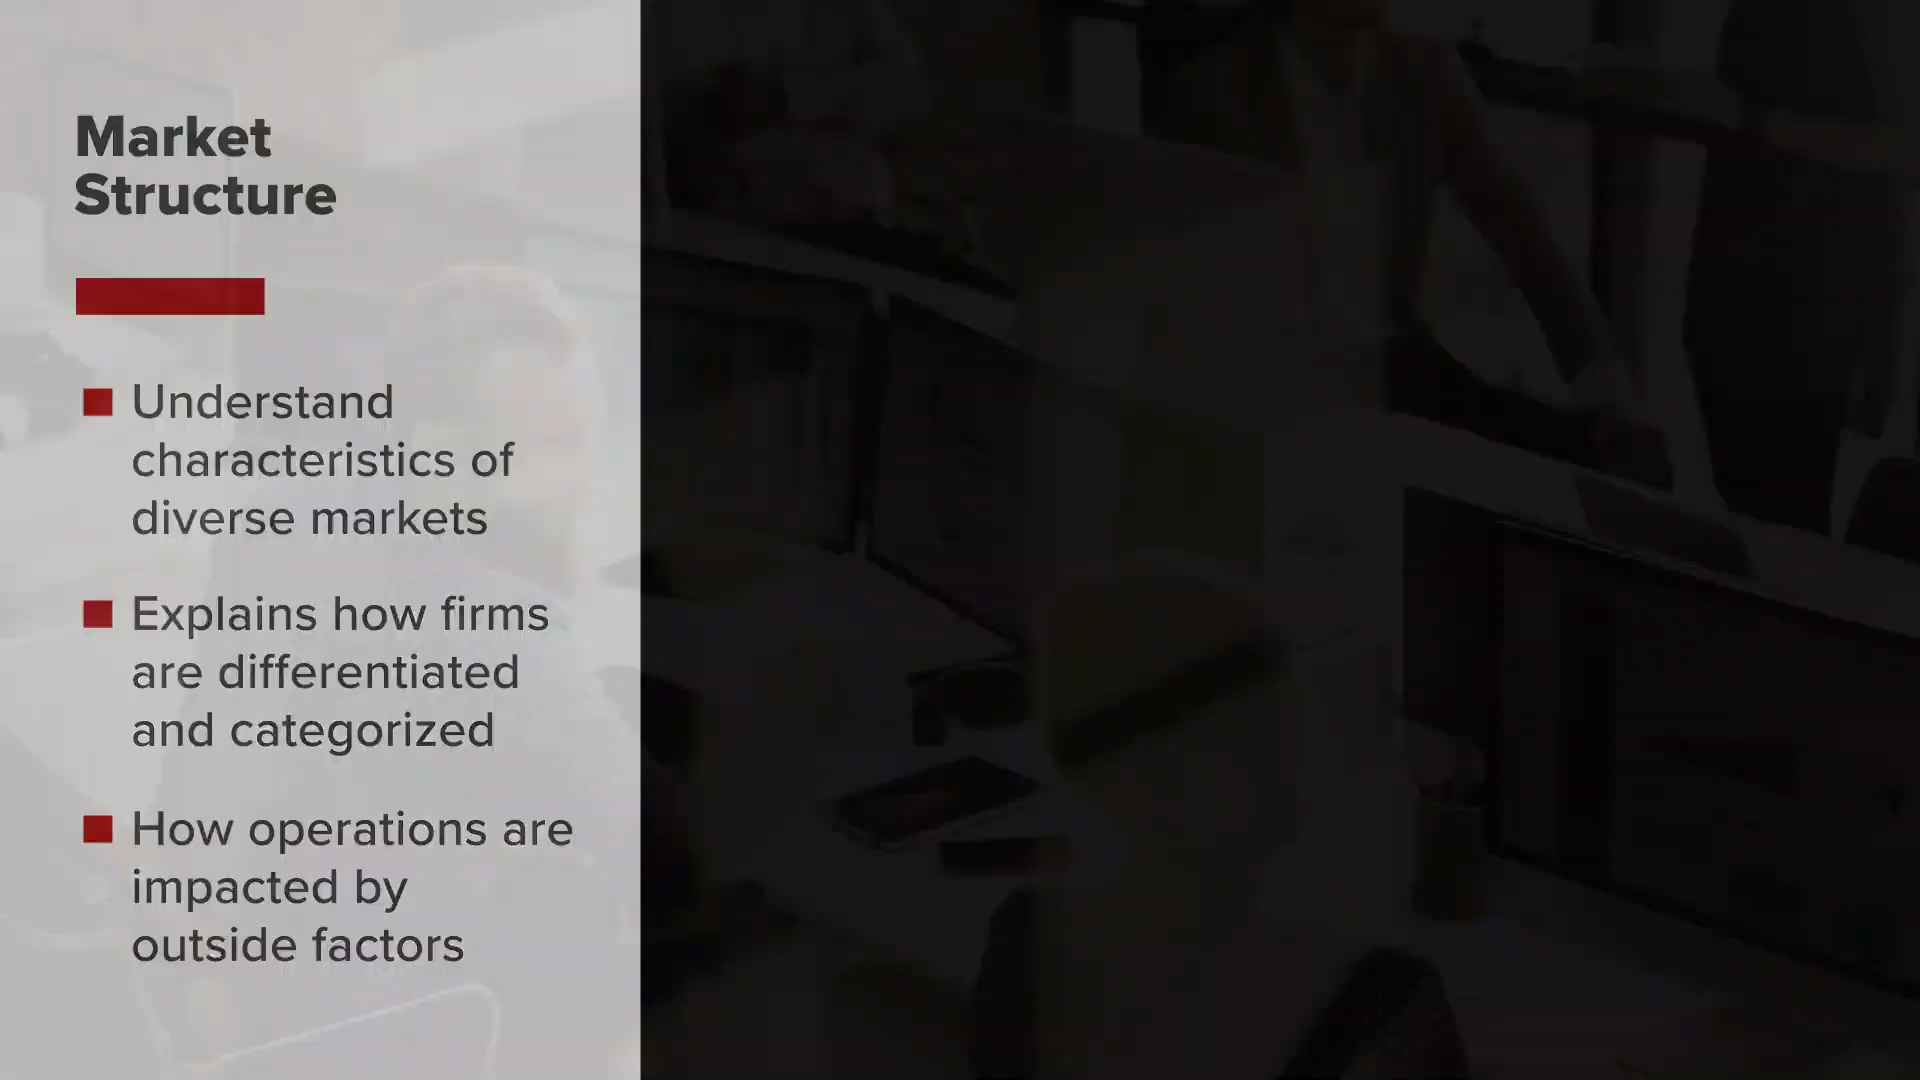 Market
Structure
Understand
characteristics of
diverse markets
Explains how firms
are differentiated
and categorized
How operations are
impacted by
outside factors